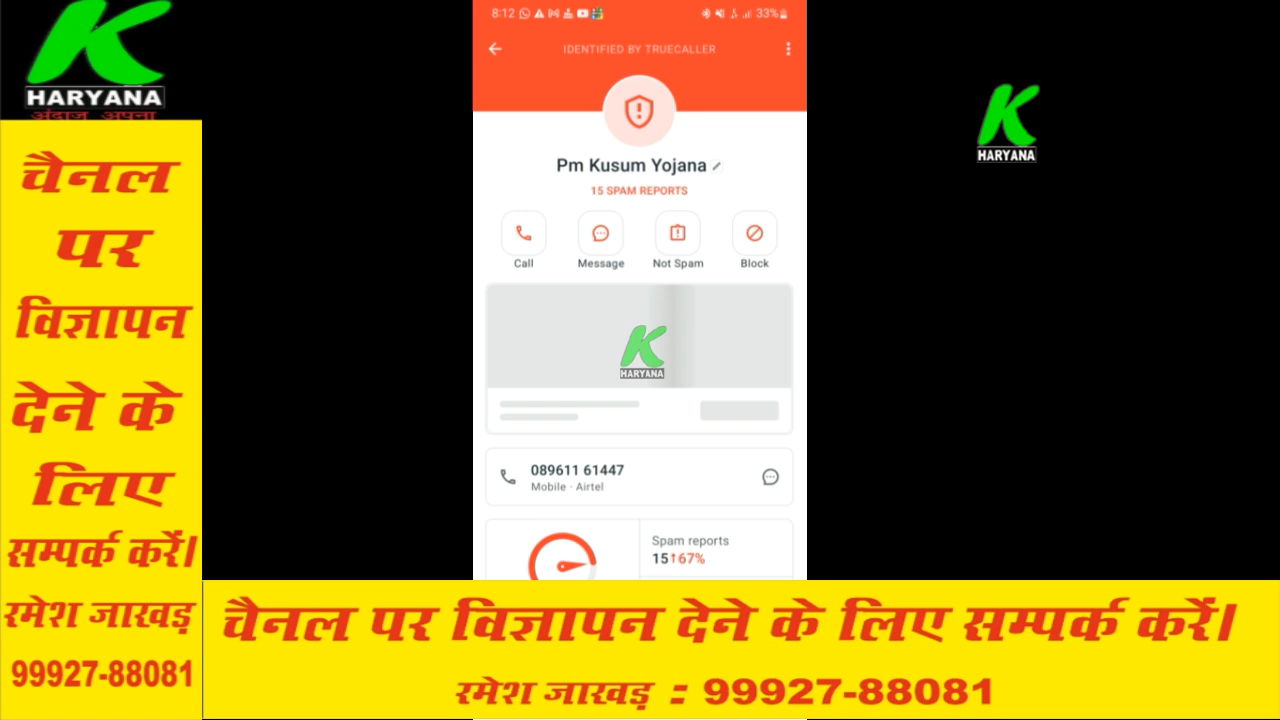 K
HARYANA
अंदाज अपना
चैनल
पर
विज्ञापन
देने के
लिए
सम्पर्क करें।
रमेश जाखड़
99927-88081
8:12
33%
IDENTIFIED BY TRUECALLER
Pm Kusum Yojana
15 SPAM REPORTS
Call Message Not Spam Block
K
HARYANA
089611 61447
Mobile · Airtel
Spam reports
15↑67%
K
HARYANA
चैनल पर विज्ञापन देने के लिए सम्पर्क करें।
रमेश जाखड़ : 99927-88081